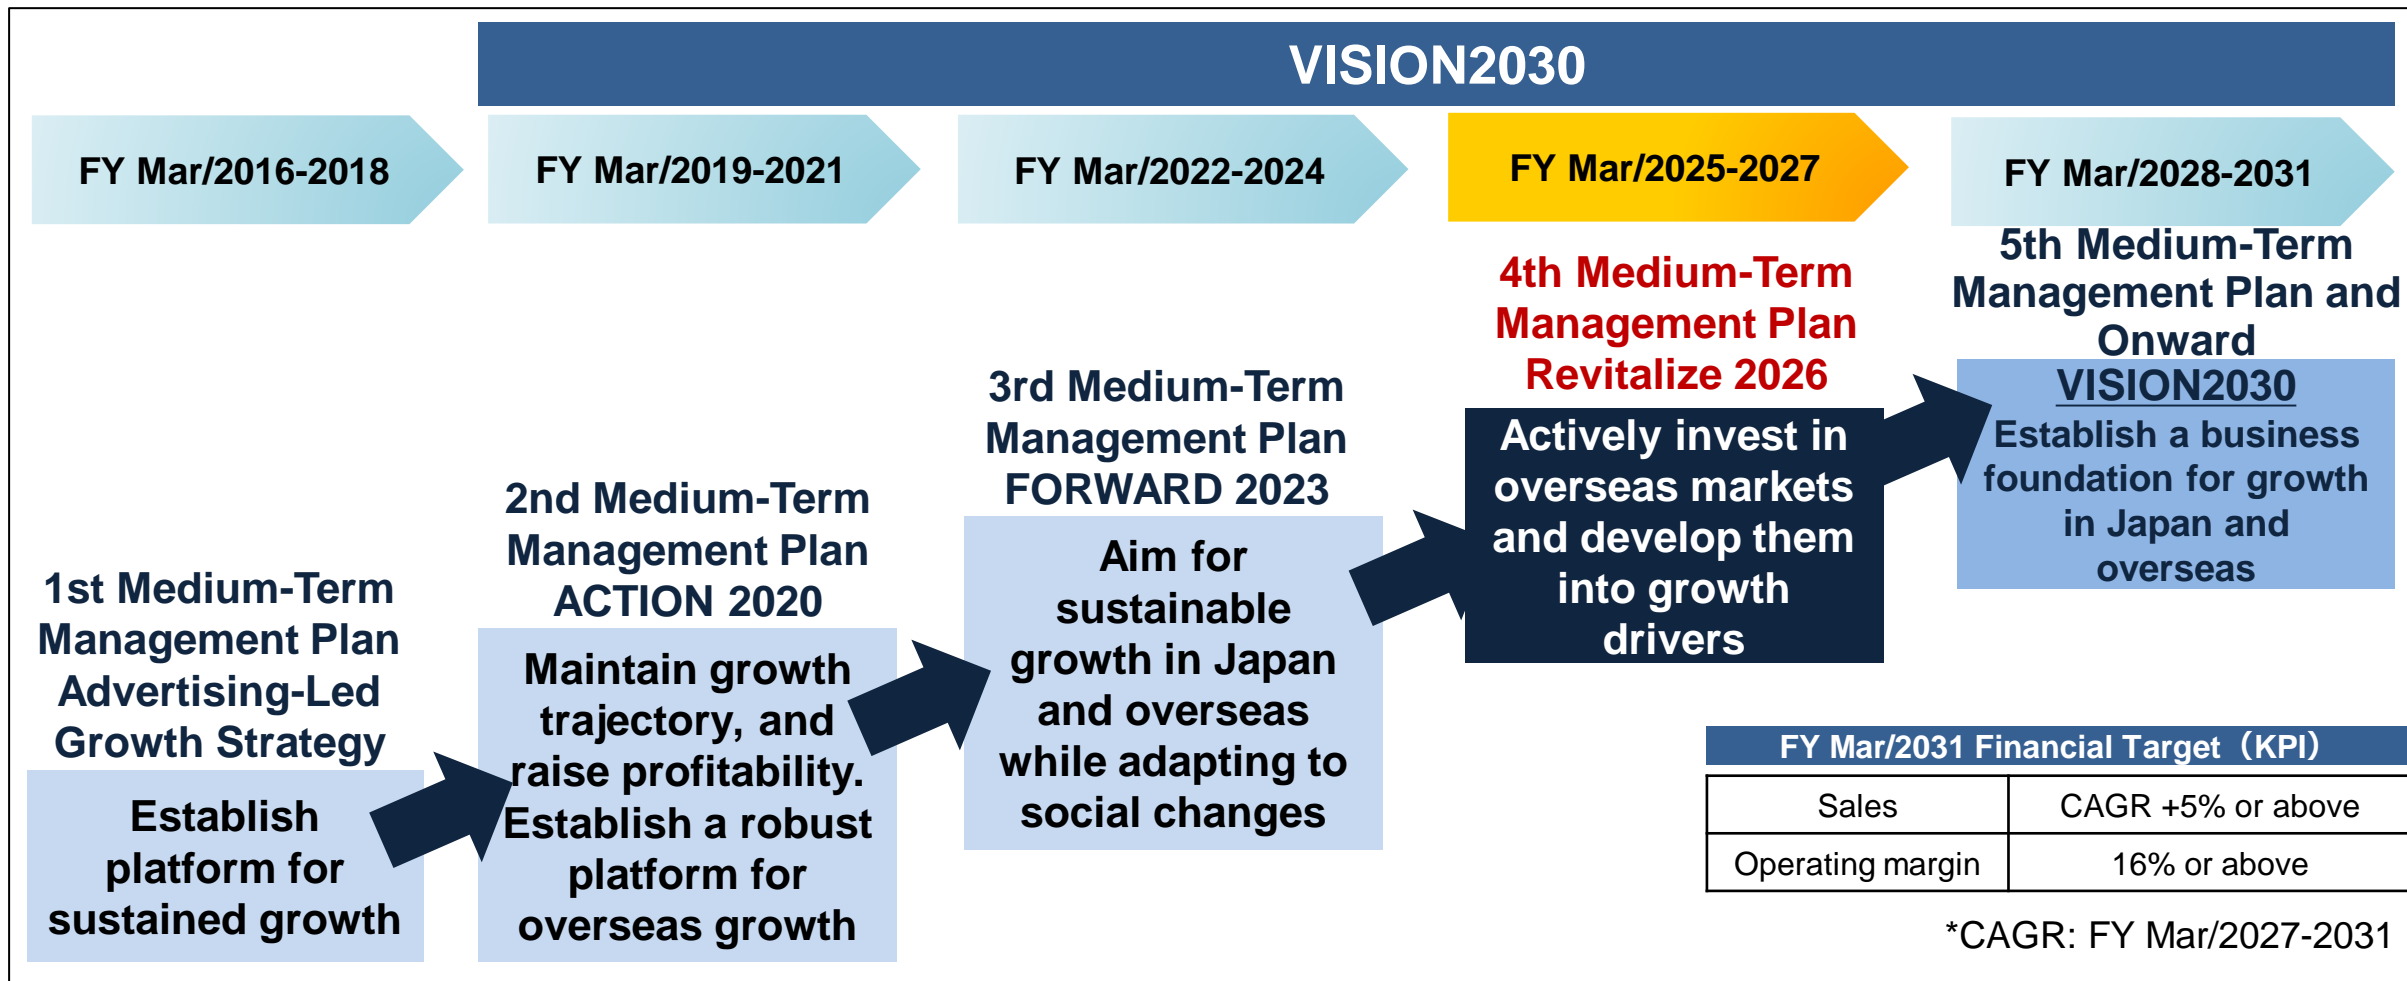 VISION2030
FY Mar/2016-2018
FY Mar/2019-2021
FY Mar/2022-2024
FY Mar/2025-2027
FY Mar/2028-2031
1st Medium-Term
Management Plan
Advertising-Led
Growth Strategy
Establish
platform for
sustained growth
2nd Medium-Term
Management Plan
ACTION 2020
Maintain growth
trajectory, and
raise profitability.
Establish a robust
platform for
overseas growth
3rd Medium-Term
Management Plan
FORWARD 2023
Aim for
sustainable
growth in Japan
and overseas
while adapting to
social changes
4th Medium-Term
Management Plan
Revitalize 2026
Actively invest in
overseas markets
and develop them
into growth
drivers
5th Medium-Term
Management Plan and
Onward
VISION2030
Establish a business
foundation for growth
in Japan and
overseas
FY Mar/2031 Financial Target（KPI）
Sales CAGR +5% or above
Operating margin 16% or above
*CAGR: FY Mar/2027-2031